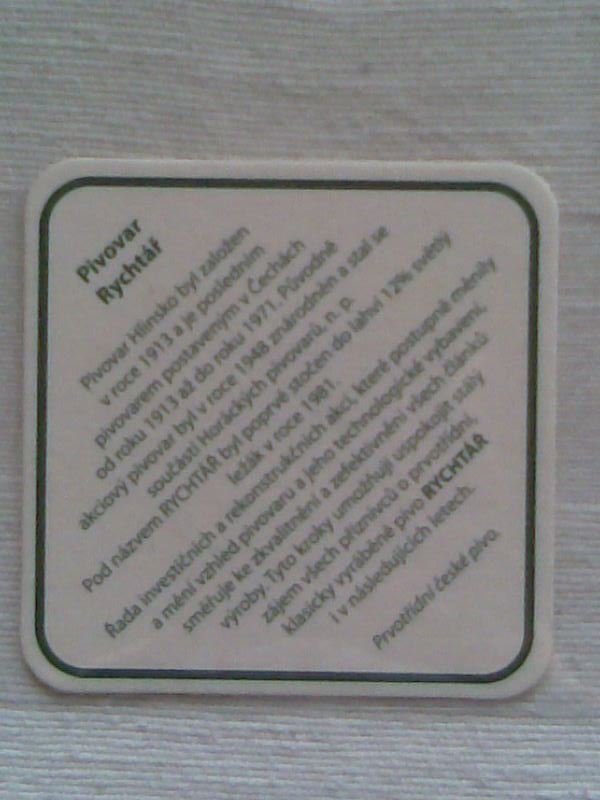 Pivovar
Rychtář
Pivovar Hlinsko byl založen
v roce 1913 a je posledním
pivovarem postaveným v Čechách
od roku 1913 až do roku 1971. Původně
akciový pivovar byl v roce 1948 znárodněn a stal se
součástí Horáckých pivovarů, n. p.
Pod názvem RYCHTÁŘ byl poprvé stočen do lahví 12% světlý
ležák v roce 1981.
Řada investičních a rekonstrukčních akcí, které postupně měnily
a mění vzhled pivovaru a jeho technologické vybavení,
směřuje ke zkvalitnění a zefektivnění všech článků
výroby. Tyto kroky umožňují uspokojit stálý
zájem všech příznivců o prvotřídní,
klasicky vyráběné pivo RYCHTÁŘ
i v následujících letech.
Prvotřídní české pivo.